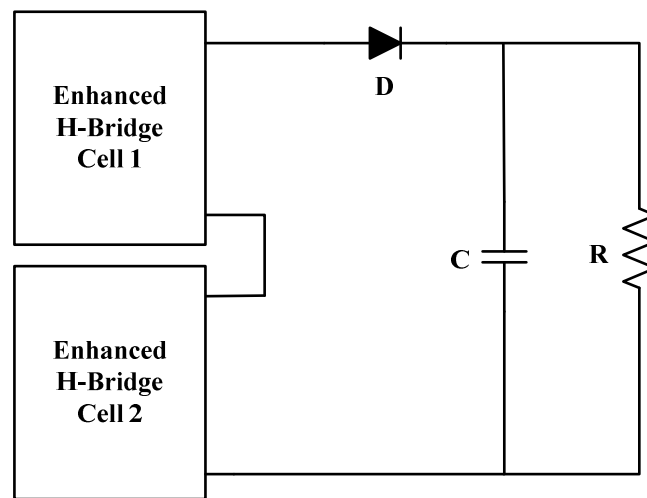 Enhanced
H-Bridge
Cell 1
D
C
R
Enhanced
H-Bridge
Cell 2